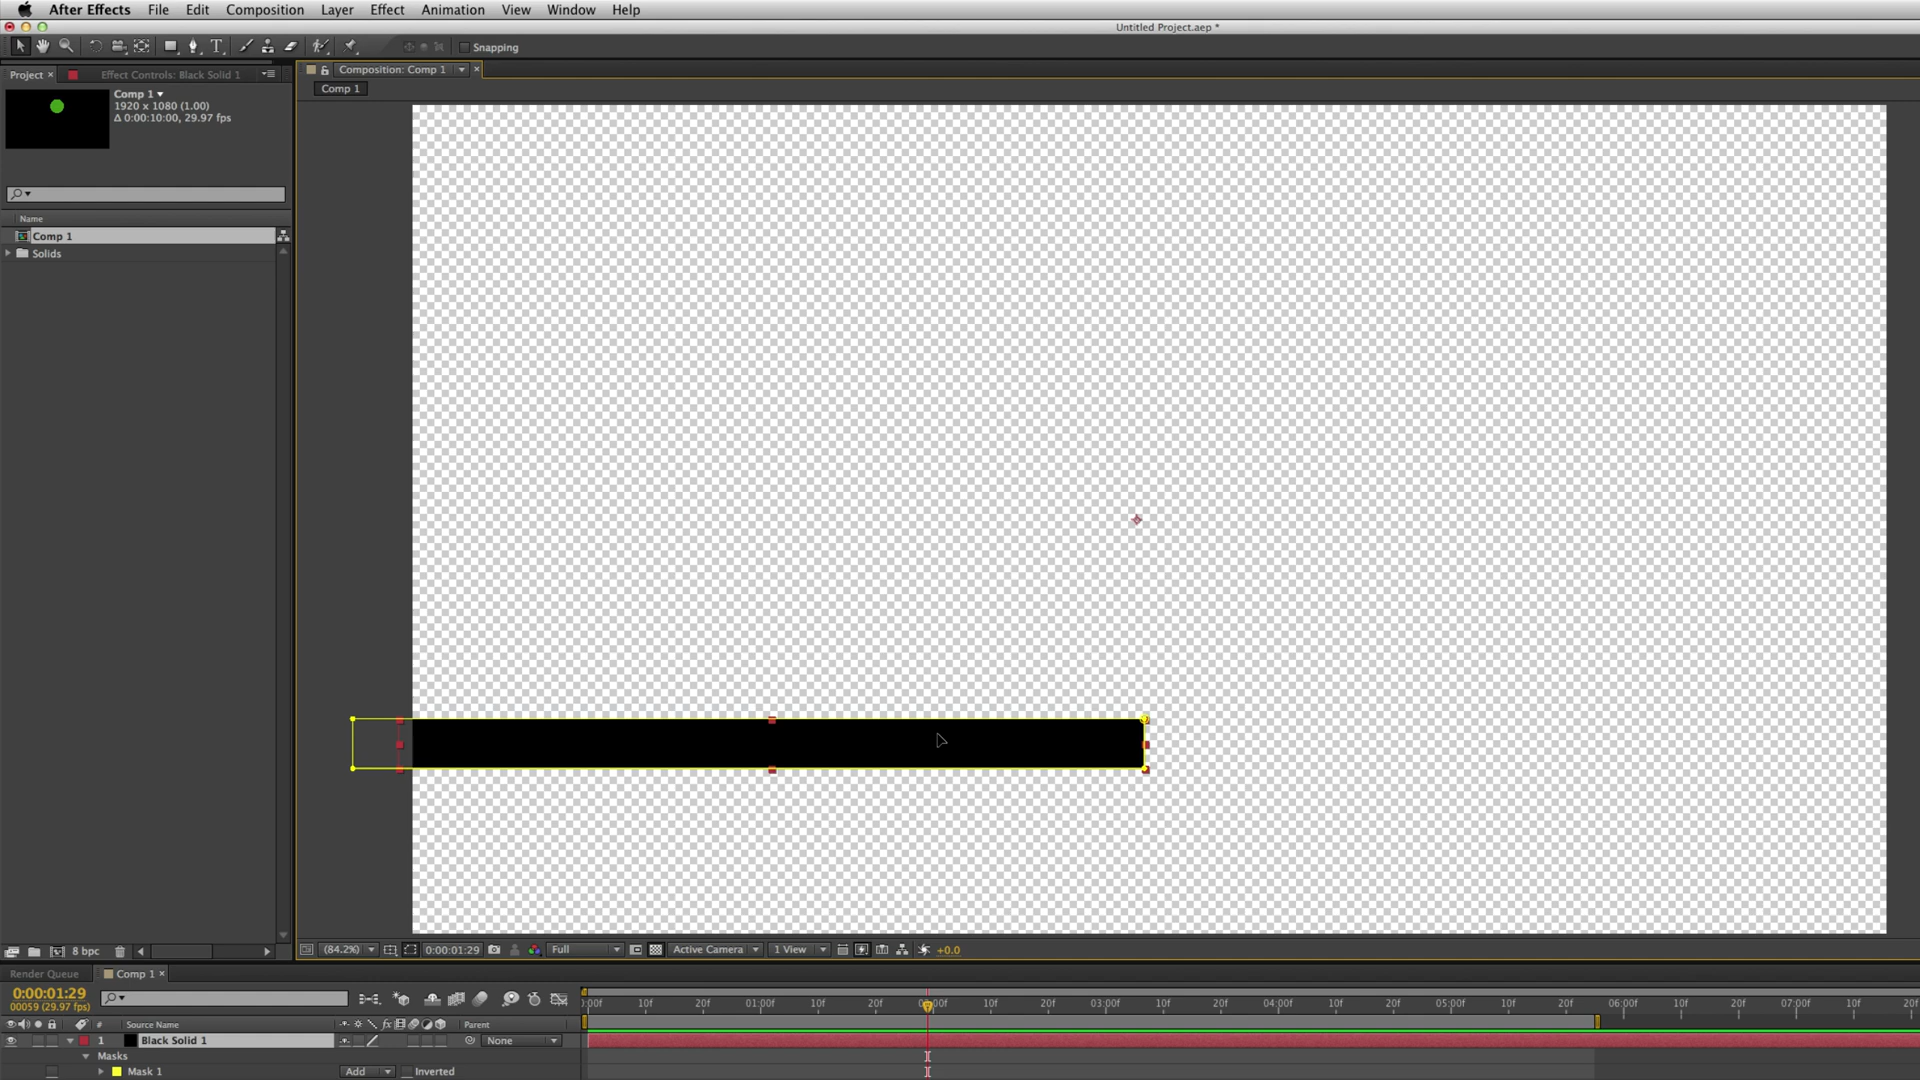 After Effects File Edit Composition Layer Effect Animation View Window Help
Untitled Project.aep *
Snapping
Project × Effect Controls: Black Solid 1
Composition: Comp 1 ×
Comp 1
Comp 1
1920 x 1080 (1.00)
Δ 0:00:10:00, 29.97 fps
Name
Comp 1
Solids
8 bpc
(84.2%) 0:00:01:29 Full Active Camera 1 View +0.0
Render Queue Comp 1 ×
0:00:01:29
00059 (29.97 fps)
:00f 10f 20f 01:00f 10f 20f 10f 20f 03:00f 10f 20f 04:00f 10f 20f 05:00f 10f 20f 06:00f 10f 20f 07:00f 10f 20f
# Source Name fx Parent
1 Black Solid 1 None
Masks
Mask 1 Add Inverted